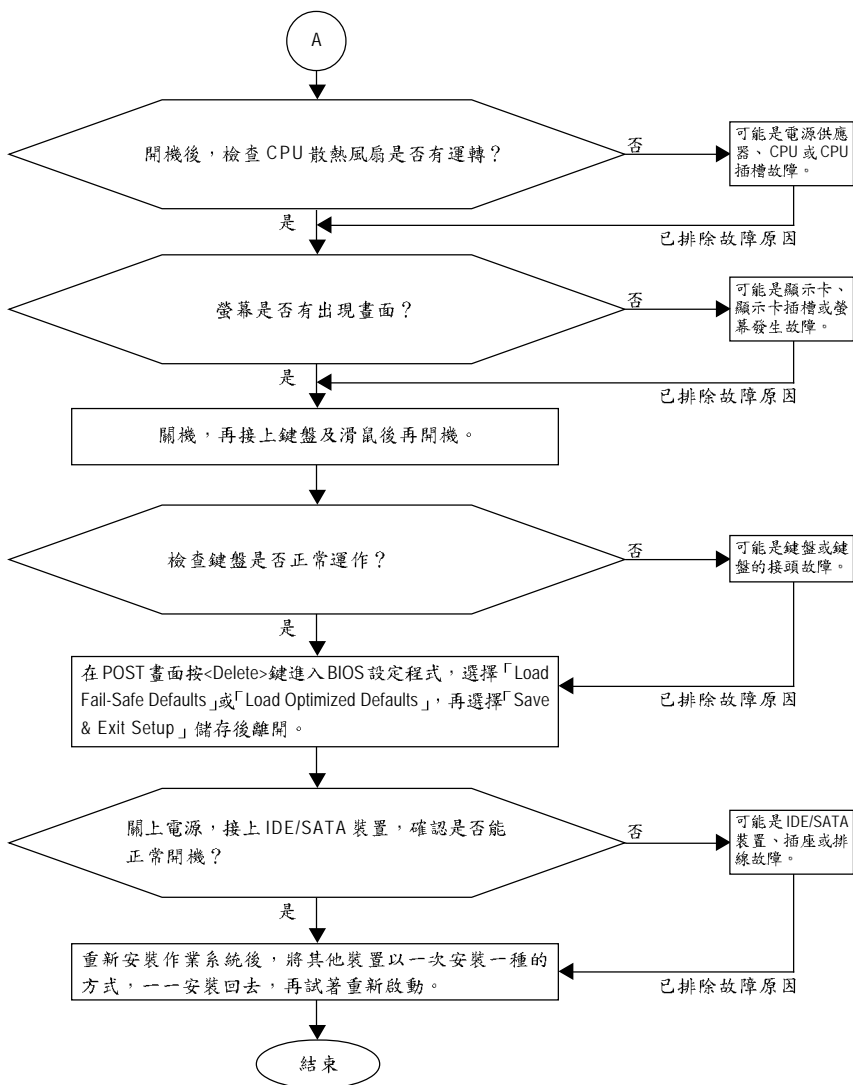 A
開機後，檢查CPU散熱風扇是否有運轉？
否
可能是電源供應
器、CPU或CPU
插槽故障。
是
已排除故障原因
螢幕是否有出現畫面？
否
可能是顯示卡、
顯示卡插槽或螢
幕發生故障。
是
已排除故障原因
關機，再接上鍵盤及滑鼠後再開機。
檢查鍵盤是否正常運作？
否
可能是鍵盤或鍵
盤的接頭故障。
是
在POST畫面按<Delete>鍵進入BIOS設定程式，選擇「Load
Fail-Safe Defaults」或「Load Optimized Defaults」，再選擇「Save
& Exit Setup」儲存後離開。
已排除故障原因
關上電源，接上IDE/SATA裝置，確認是否能
正常開機？
否
可能是IDE/SATA
裝置、插座或排
線故障。
是
重新安裝作業系統後，將其他裝置以一次安裝一種的
方式，一一安裝回去，再試著重新啟動。
已排除故障原因
結束